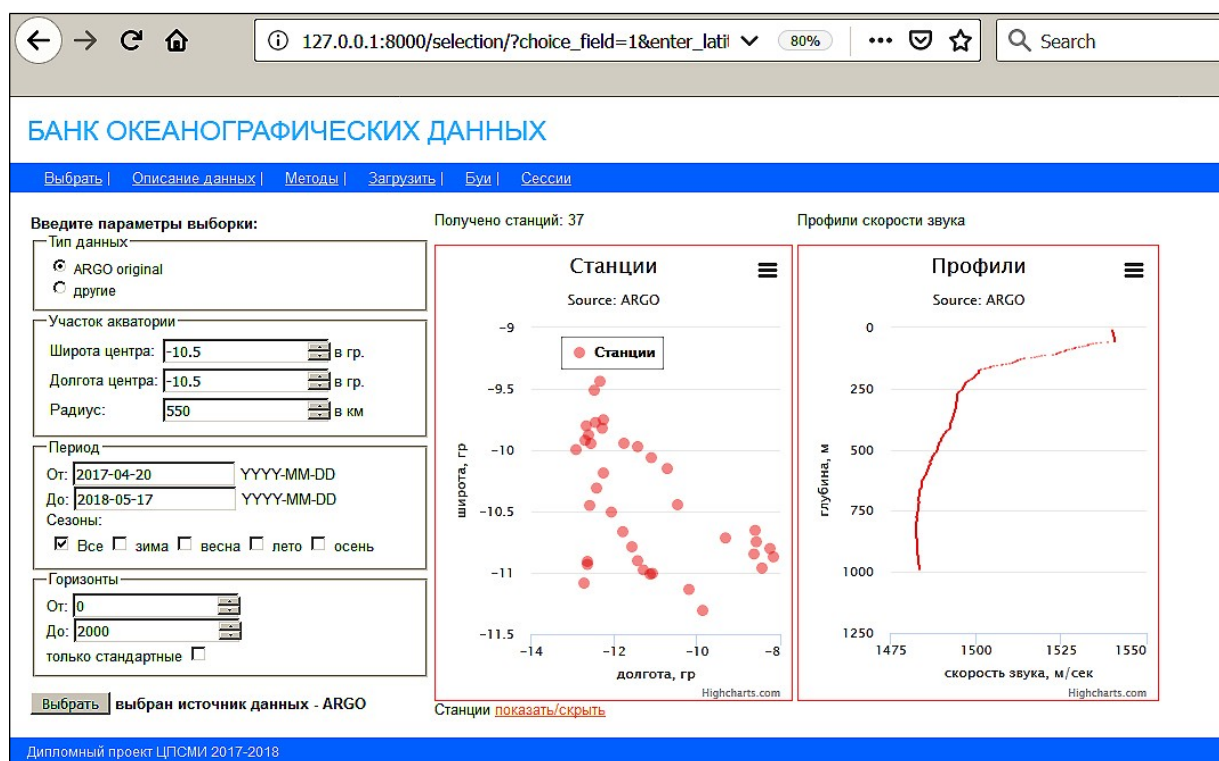 127.0.0.1:8000/selection/?choice_field=1&enter_latit 80% Search
БАНК ОКЕАНОГРАФИЧЕСКИХ ДАННЫХ
Выбрать | Описание данных | Методы | Загрузить | Буи | Сессии
Введите параметры выборки:
Тип данных
ARGO original
другие
Участок акватории
Широта центра: -10.5 в гр.
Долгота центра: -10.5 в гр.
Радиус: 550 в км
Период
От: 2017-04-20 YYYY-MM-DD
До: 2018-05-17 YYYY-MM-DD
Сезоны:
Все зима весна лето осень
Горизонты
От: 0
До: 2000
только стандартные
Выбрать выбран источник данных - ARGO
Получено станций: 37
Станции
Source: ARGO
Станции
-9
-9.5
-10
-10.5
-11
-11.5
широта, гр
-14 -12 -10 -8
долгота, гр
Highcharts.com
Станции показать/скрыть
Профили скорости звука
Профили
Source: ARGO
0
250
500
750
1000
1250
глубина, м
1475 1500 1525 1550
скорость звука, м/сек
Highcharts.com
Дипломный проект ЦПСМИ 2017-2018